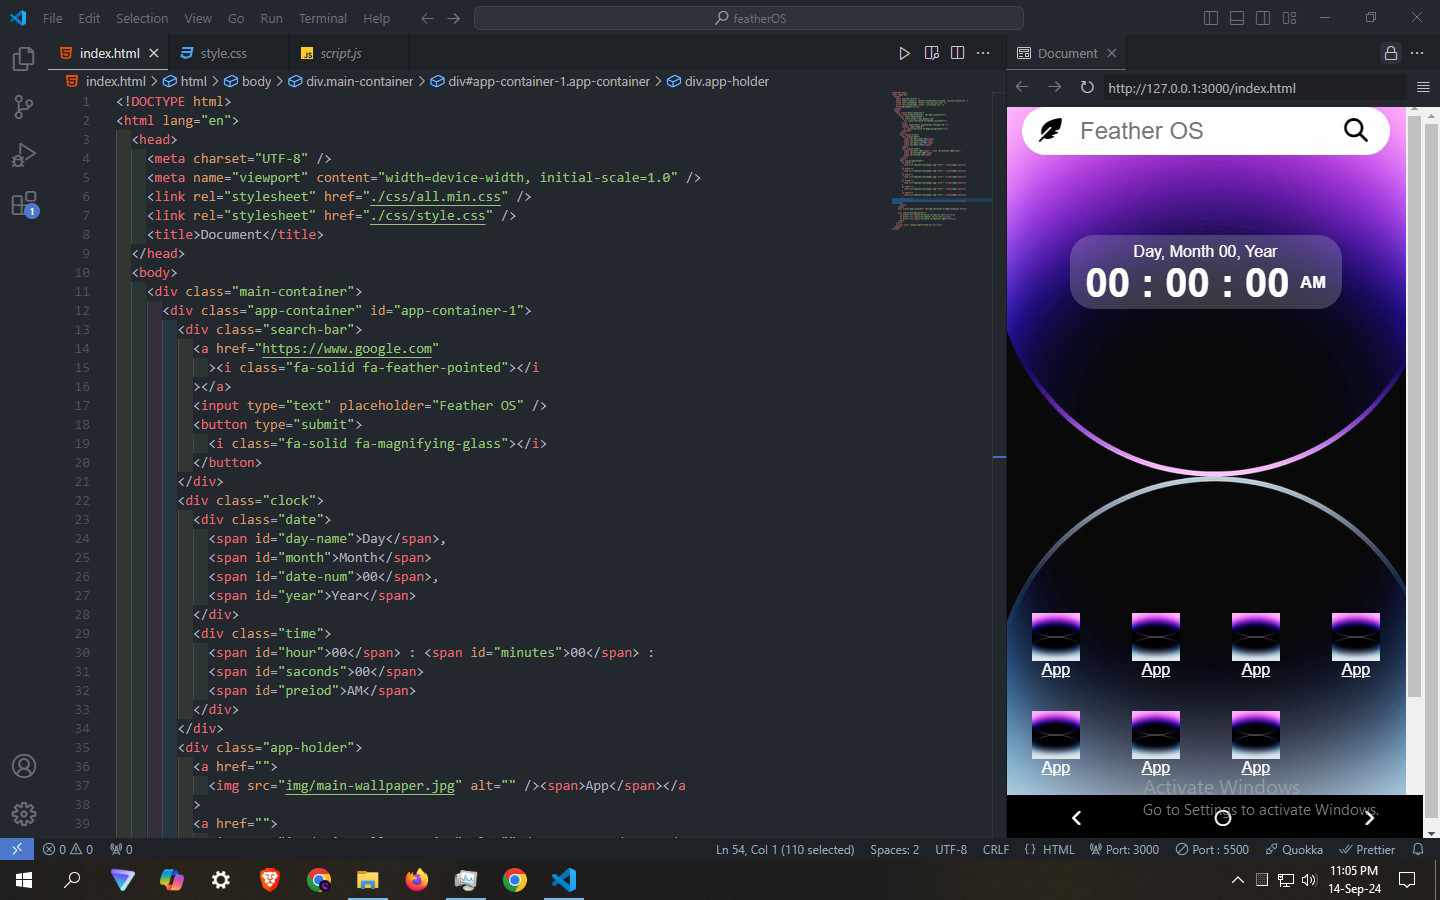 File Edit Selection View Go Run Terminal Help
featherOS
index.html
style.css
script.js
Document
index.html > html > body > div.main-container > div#app-container-1.app-container > div.app-holder
http://127.0.0.1:3000/index.html
1 <!DOCTYPE html>
2 <html lang="en">
3 <head>
4 <meta charset="UTF-8" />
5 <meta name="viewport" content="width=device-width, initial-scale=1.0" />
6 <link rel="stylesheet" href="./css/all.min.css" />
7 <link rel="stylesheet" href="./css/style.css" />
8 <title>Document</title>
9 </head>
10 <body>
11 <div class="main-container">
12 <div class="app-container" id="app-container-1">
13 <div class="search-bar">
14 <a href="https://www.google.com"
15 ><i class="fa-solid fa-feather-pointed"></i
16 ></a>
17 <input type="text" placeholder="Feather OS" />
18 <button type="submit">
19 <i class="fa-solid fa-magnifying-glass"></i>
20 </button>
21 </div>
22 <div class="clock">
23 <div class="date">
24 <span id="day-name">Day</span>,
25 <span id="month">Month</span>
26 <span id="date-num">00</span>,
27 <span id="year">Year</span>
28 </div>
29 <div class="time">
30 <span id="hour">00</span> : <span id="minutes">00</span> :
31 <span id="saconds">00</span>
32 <span id="preiod">AM</span>
33 </div>
34 </div>
35 <div class="app-holder">
36 <a href="">
37 <img src="img/main-wallpaper.jpg" alt="" /><span>App</span></a
38 >
39 <a href="">
Feather OS
Day, Month 00, Year
00 : 00 : 00 AM
App App App App
App App App
Activate Windows
Go to Settings to activate Windows.
1
0 0 0
Ln 54, Col 1 (110 selected) Spaces: 2 UTF-8 CRLF {} HTML Port: 3000 Port : 5500 Quokka Prettier
11:05 PM
14-Sep-24